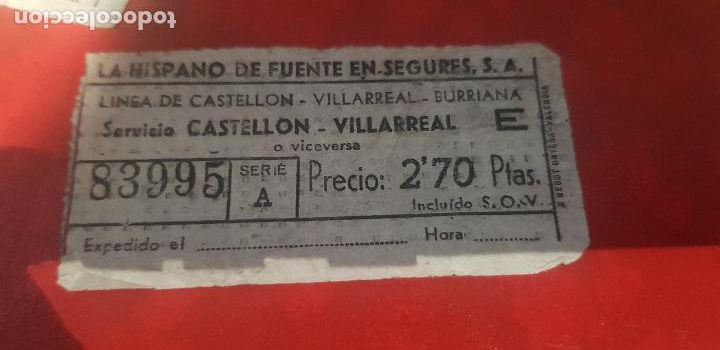 todocoleccion
LA HISPANO DE FUENTE EN-SEGURES, S. A.
LINEA DE CASTELLON - VILLARREAL - BURRIANA
Servicio CASTELLON - VILLARREAL E
o viceversa
83995 SERIE A Precio: 2'70 Ptas.
Incluído S. O. V.
Expedido el ............ Hora ............